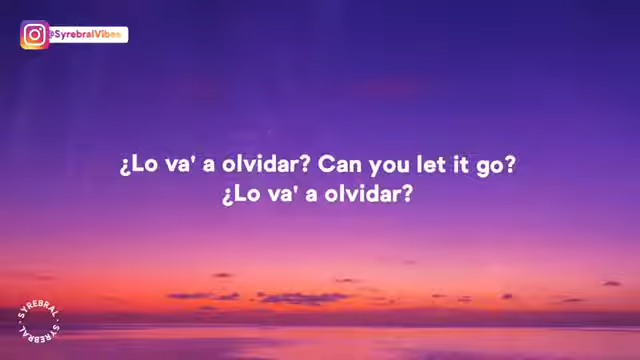 @SyrebralVibes
¿Lo va' a olvidar? Can you let it go?
¿Lo va' a olvidar?
SYREBRAL · SYREBRAL ·